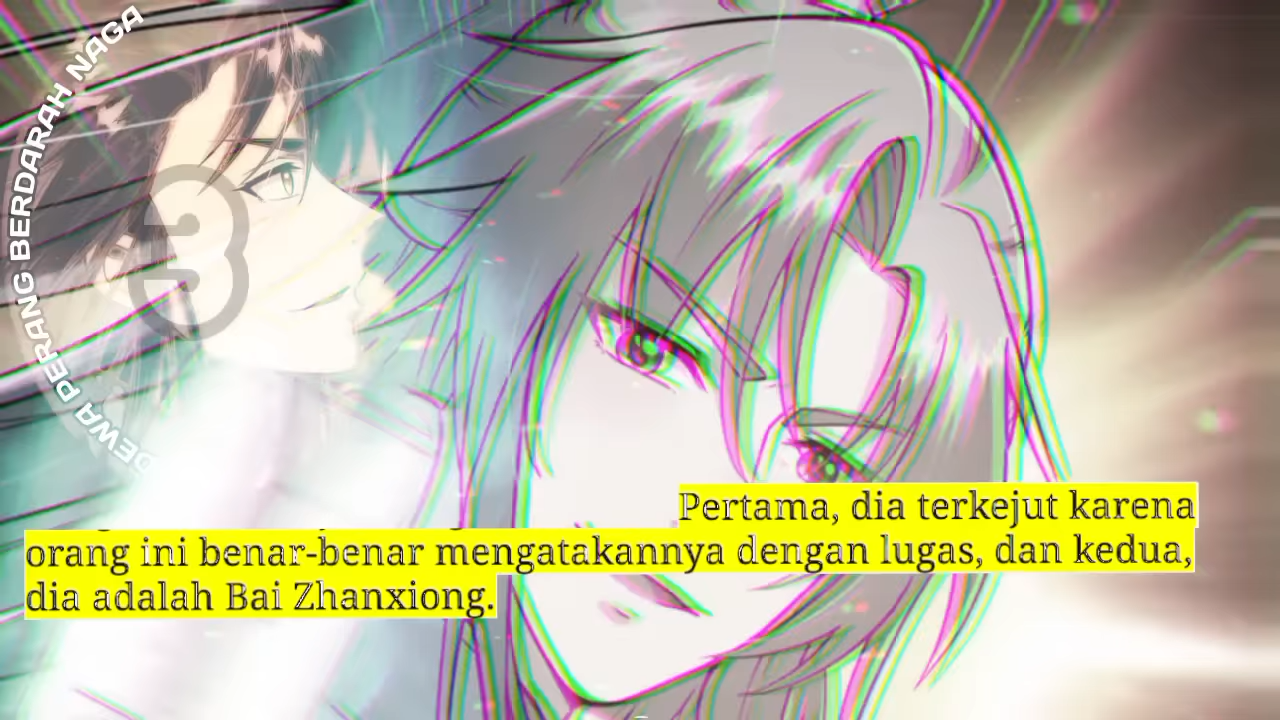 DEWA PERANG BERDARAH NAGA
Pertama, dia terkejut karena
orang ini benar-benar mengatakannya dengan lugas, dan kedua,
dia adalah Bai Zhanxiong.